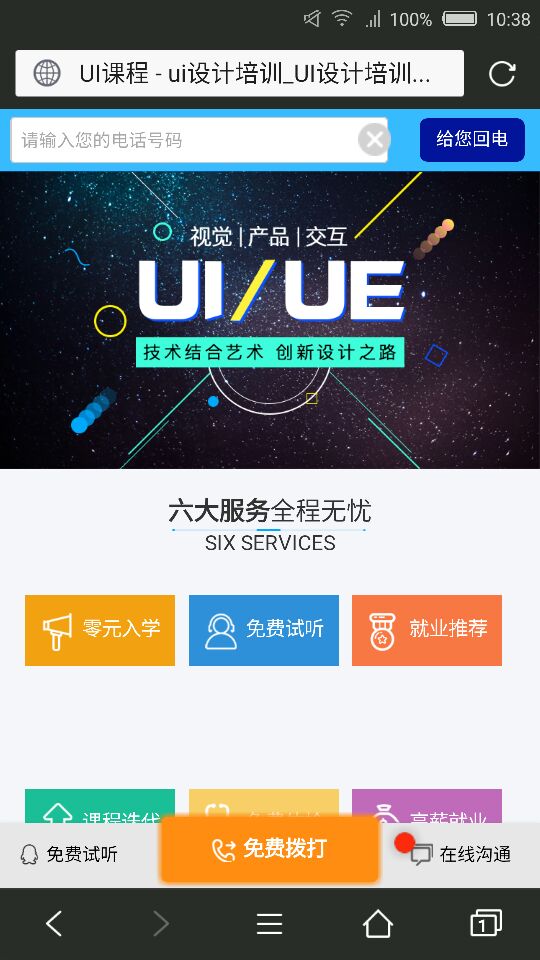 100% 10:38
UI课程 - ui设计培训_UI设计培训...
请输入您的电话号码 给您回电
视觉|产品|交互
UI/UE
技术结合艺术 创新设计之路
六大服务全程无忧
SIX SERVICES
零元入学 免费试听 就业推荐
课程迭代 免费体验 高薪就业
免费试听 免费拨打 在线沟通
1